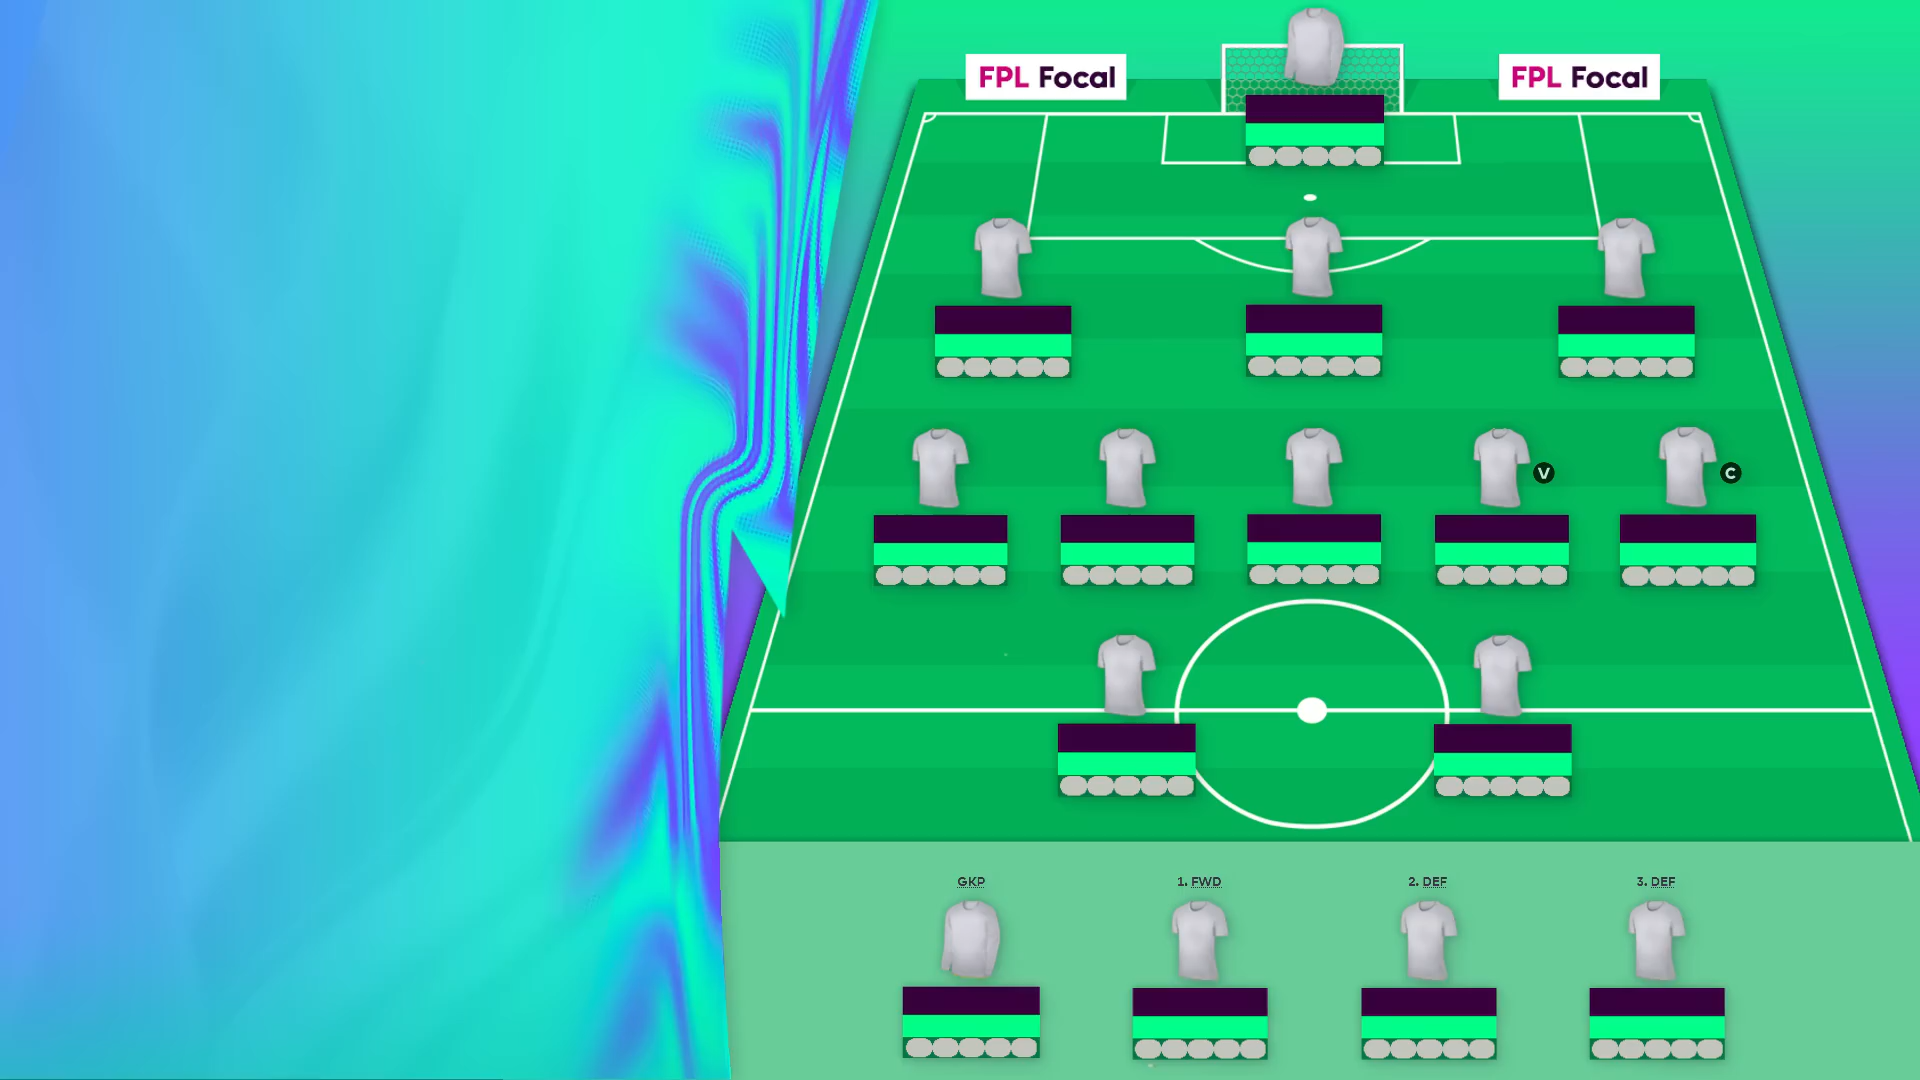 FPL Focal
FPL Focal
V
C
GKP
1. FWD
2. DEF
3. DEF